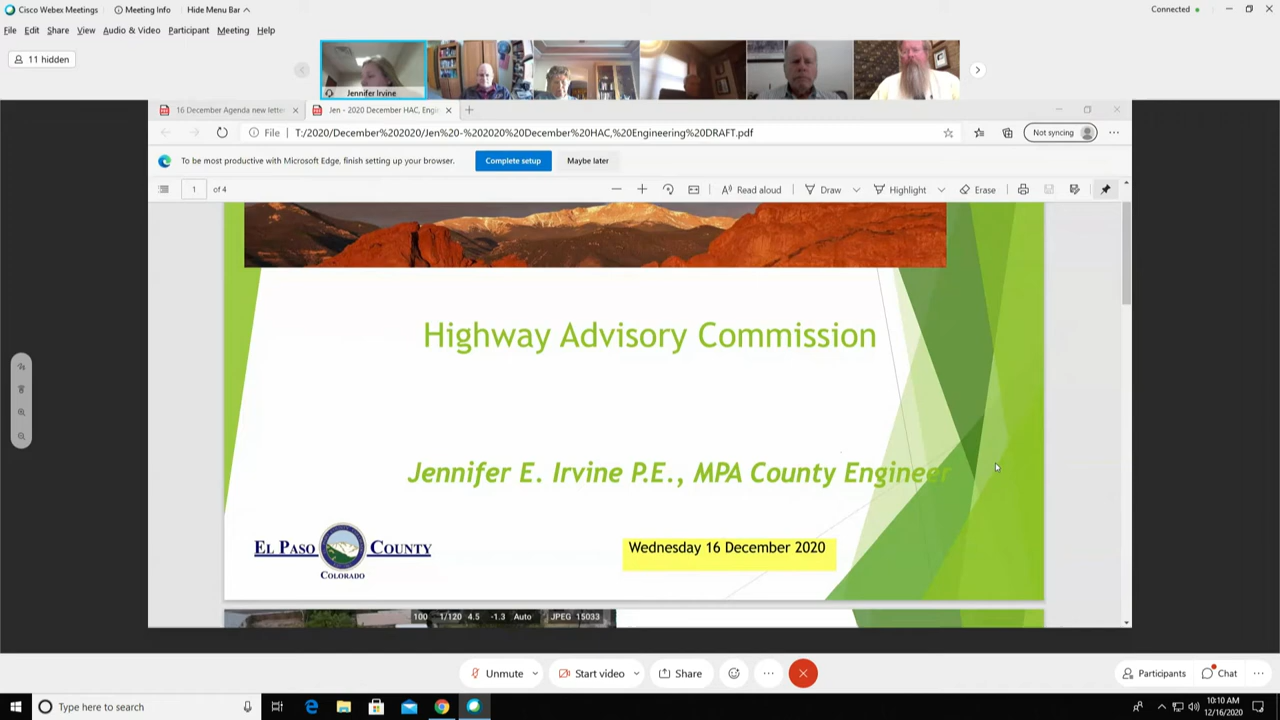 Cisco Webex Meetings Meeting Info Hide Menu Bar Connected
File Edit Share View Audio & Video Participant Meeting Help
11 hidden
Jennifer Irvine
16 December Agenda new lette Jen - 2020 December HAC, Engi
File T:/2020/December%202020/Jen%20-%202020%20December%20HAC,%20Engineering%20DRAFT.pdf Not syncing
To be most productive with Microsoft Edge, finish setting up your browser. Complete setup Maybe later
1 of 4 Read aloud Draw Highlight Erase
Highway Advisory Commission
Jennifer E. Irvine P.E., MPA County Engineer
EL PASO COUNTY
COLORADO
Wednesday 16 December 2020
100 1/120 4.5 -1.3 Auto JPEG 15033
Unmute Start video Share Participants Chat
Type here to search 10:10 AM
12/16/2020